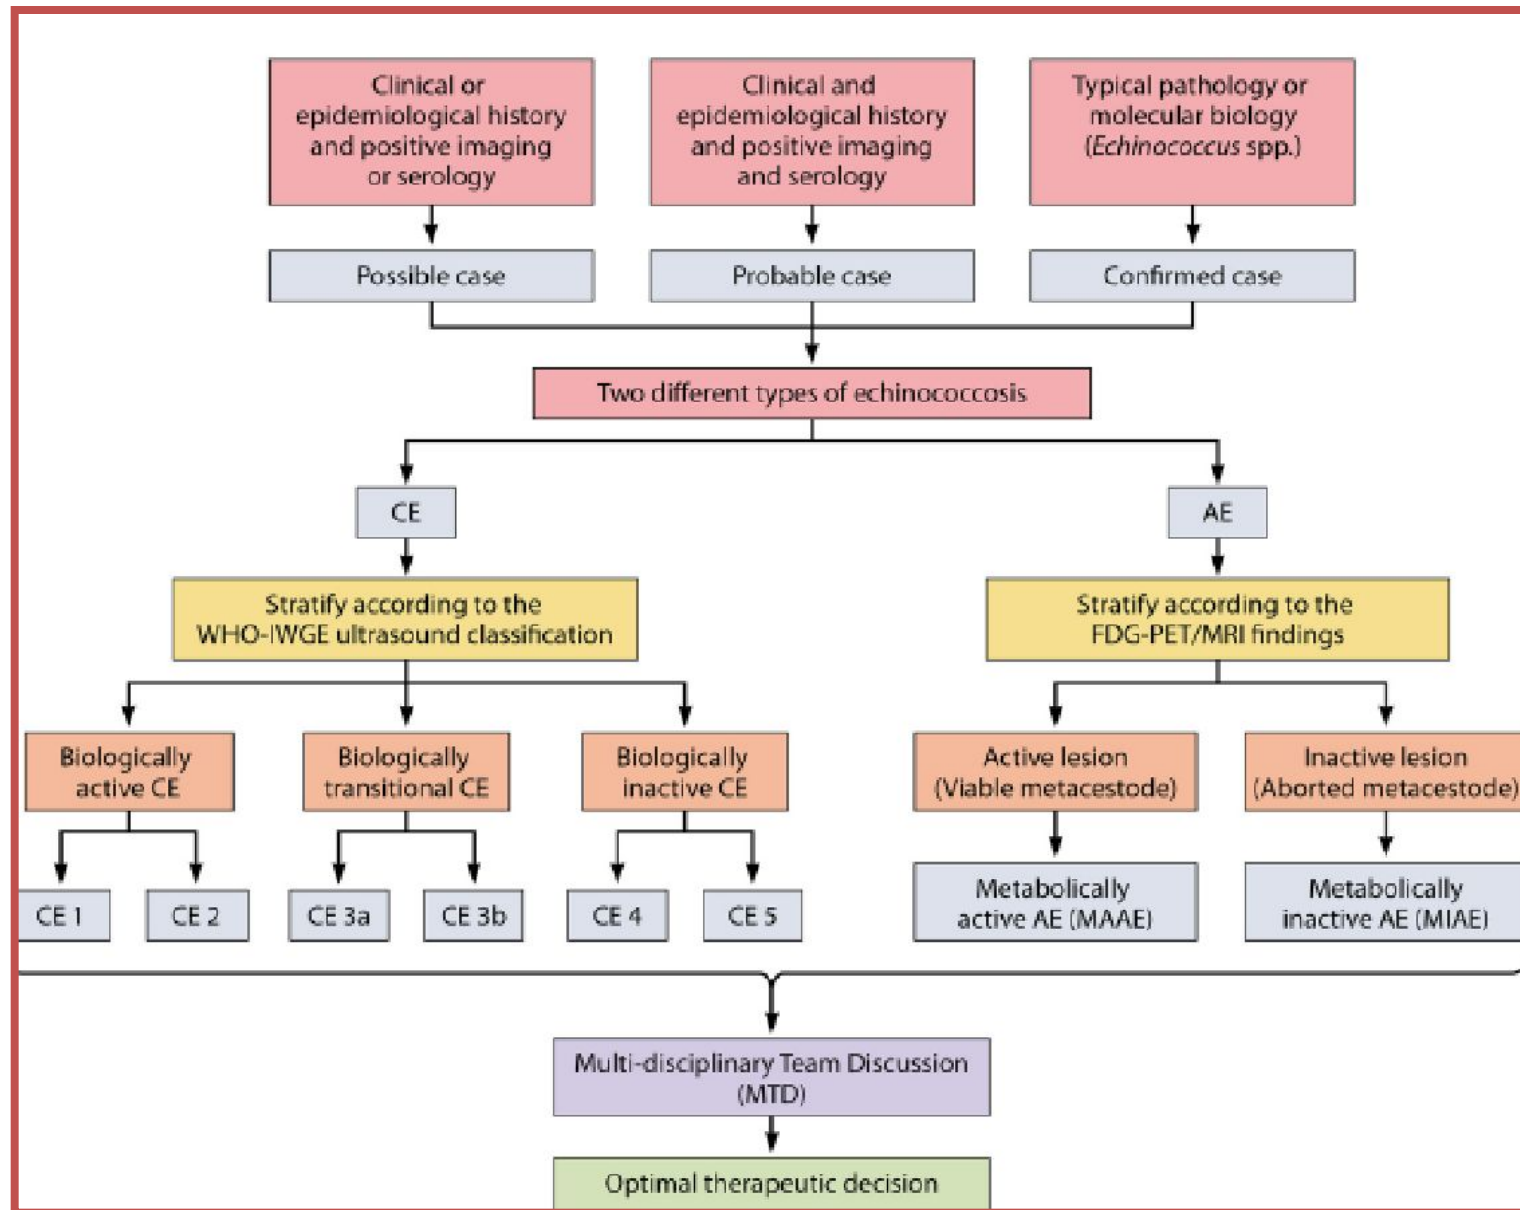 Clinical or
epidemiological history
and positive imaging
or serology
Clinical and
epidemiological history
and positive imaging
and serology
Typical pathology or
molecular biology
(Echinococcus spp.)
Possible case
Probable case
Confirmed case
Two different types of echinococcosis
CE
AE
Stratify according to the
WHO-IWGE ultrasound classification
Stratify according to the
FDG-PET/MRI findings
Biologically
active CE
Biologically
transitional CE
Biologically
inactive CE
Active lesion
(Viable metacestode)
Inactive lesion
(Aborted metacestode)
CE 1
CE 2
CE 3a
CE 3b
CE 4
CE 5
Metabolically
active AE (MAAE)
Metabolically
inactive AE (MIAE)
Multi-disciplinary Team Discussion
(MTD)
Optimal therapeutic decision